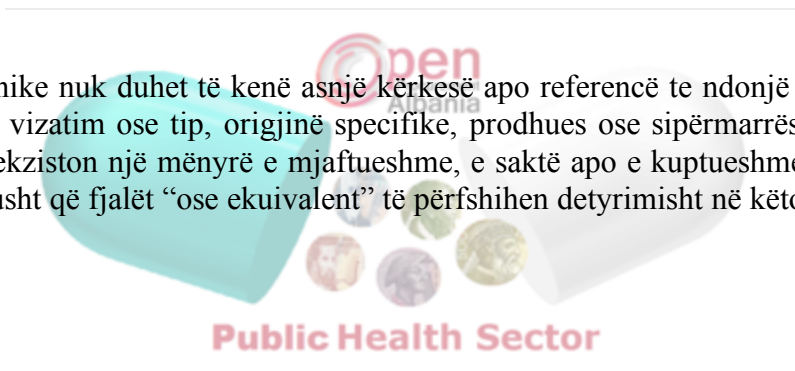 Open
Albania
nike nuk duhet të kenë asnjë kërkesë apo referencë te ndonjë
vizatim ose tip, origjinë specifike, prodhues ose sipërmarrës
ekziston një mënyrë e mjaftueshme, e saktë apo e kuptueshme
usht që fjalët “ose ekuivalent” të përfshihen detyrimisht në këto
Public Health Sector